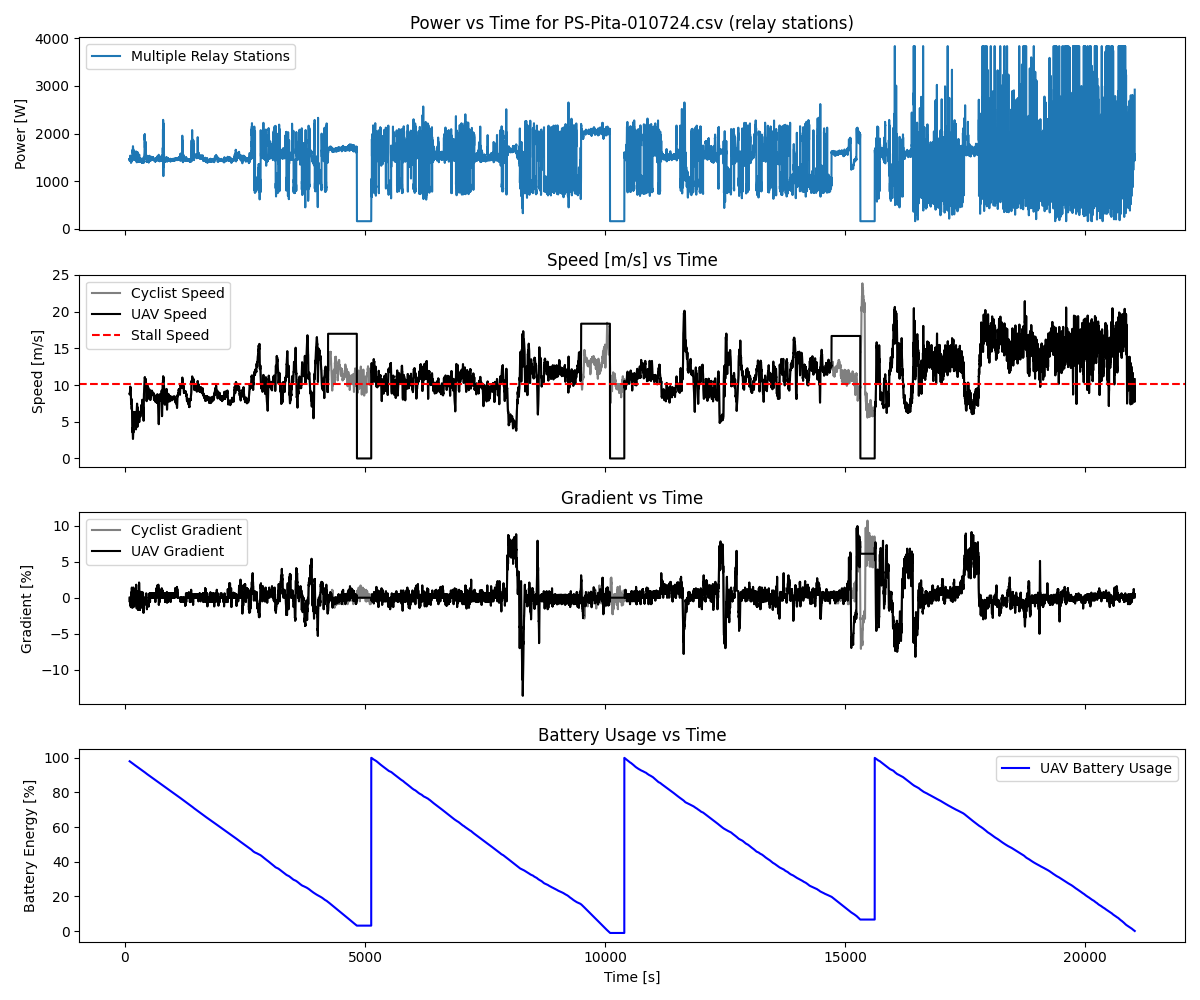 Power vs Time for PS-Pita-010724.csv (relay stations)
Power [W]
4000
3000
2000
1000
0
Multiple Relay Stations
Speed [m/s] vs Time
Speed [m/s]
25
20
15
10
5
0
Cyclist Speed
UAV Speed
Stall Speed
Gradient vs Time
Gradient [%]
10
5
0
−5
−10
Cyclist Gradient
UAV Gradient
Battery Usage vs Time
Battery Energy [%]
100
80
60
40
20
0
UAV Battery Usage
0
5000
10000
15000
20000
Time [s]